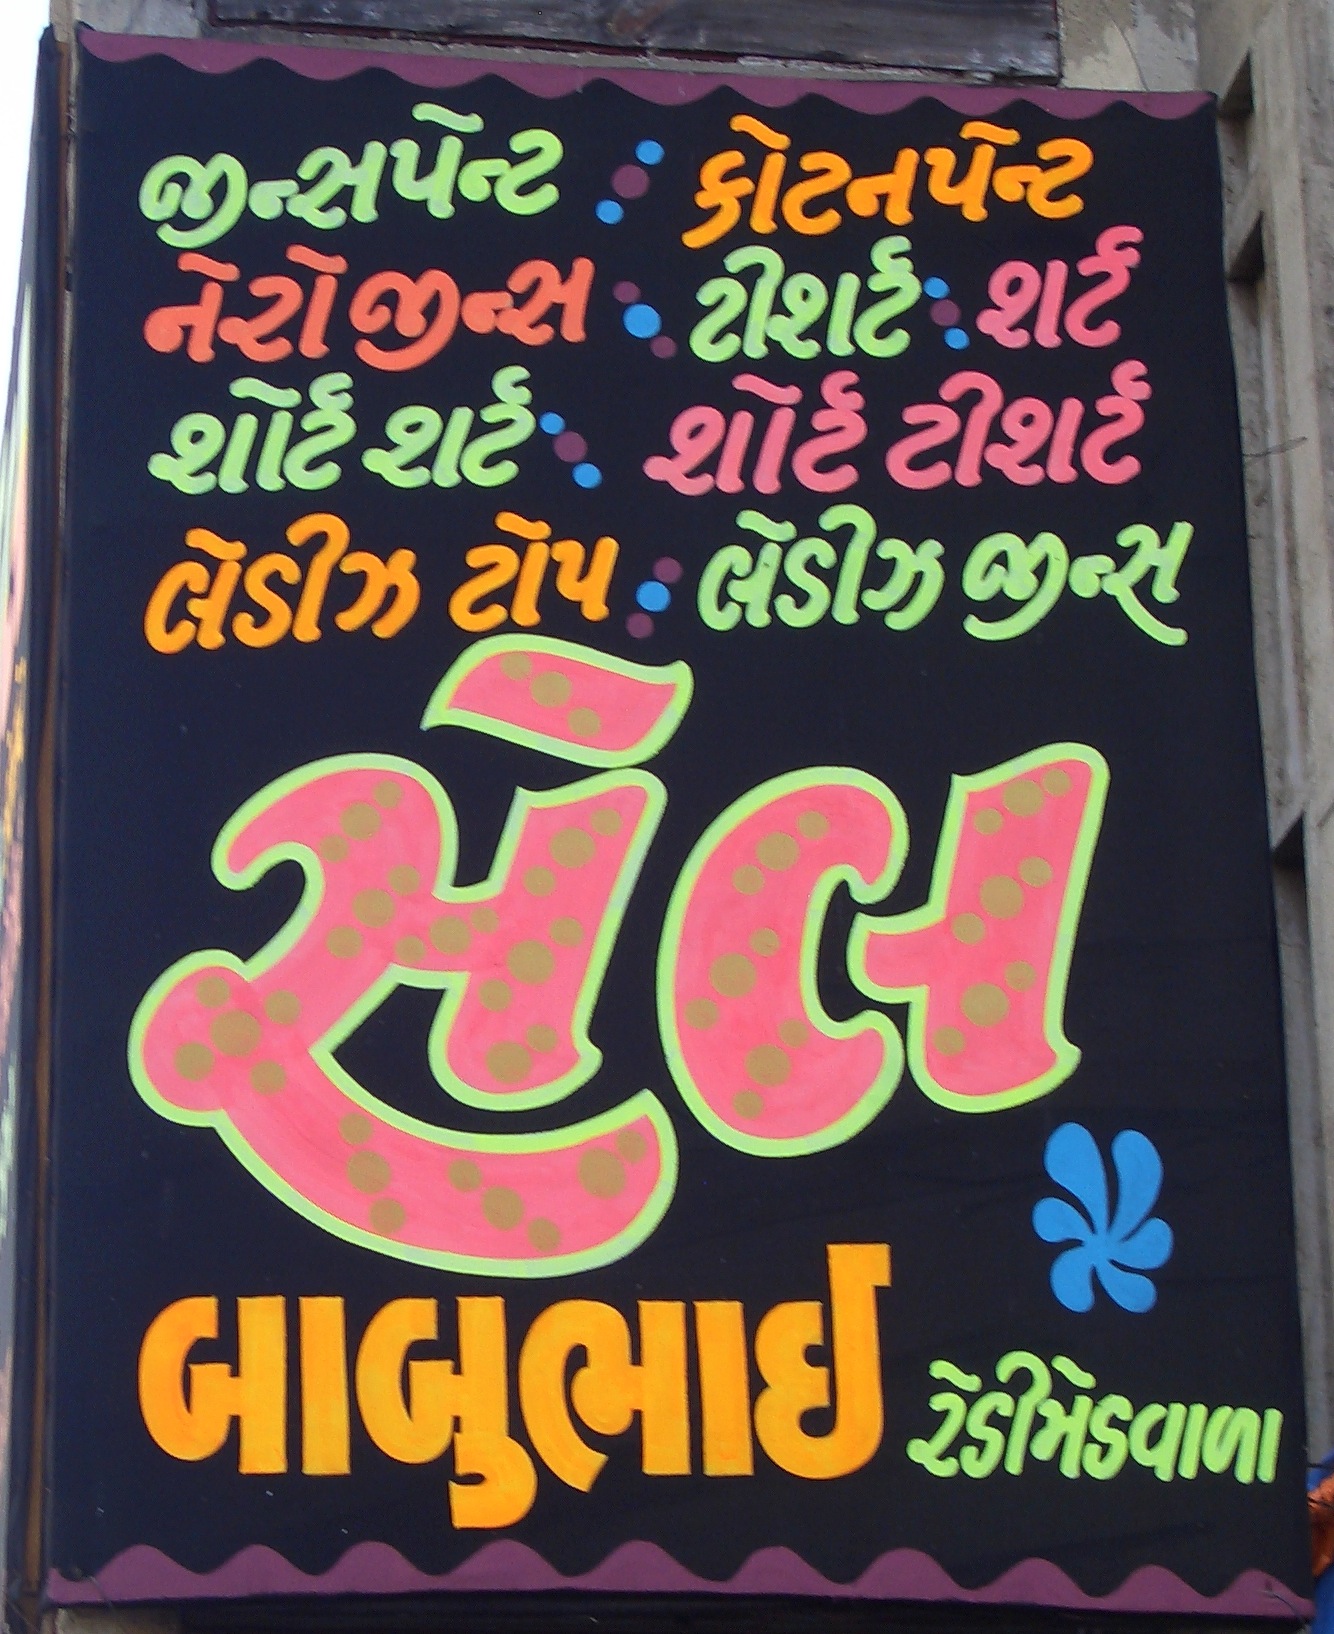 જીન્સપેન્ટ : કોટનપેન્ટ
નેરોજીન્સ : ટીશર્ટ : શર્ટ
શોર્ટ શર્ટ : શોર્ટ ટીશર્ટ
લેડીઝ ટોપ : લેડીઝ જીન્સ
સેલ
બાબુભાઈ રેડીમેડવાળા